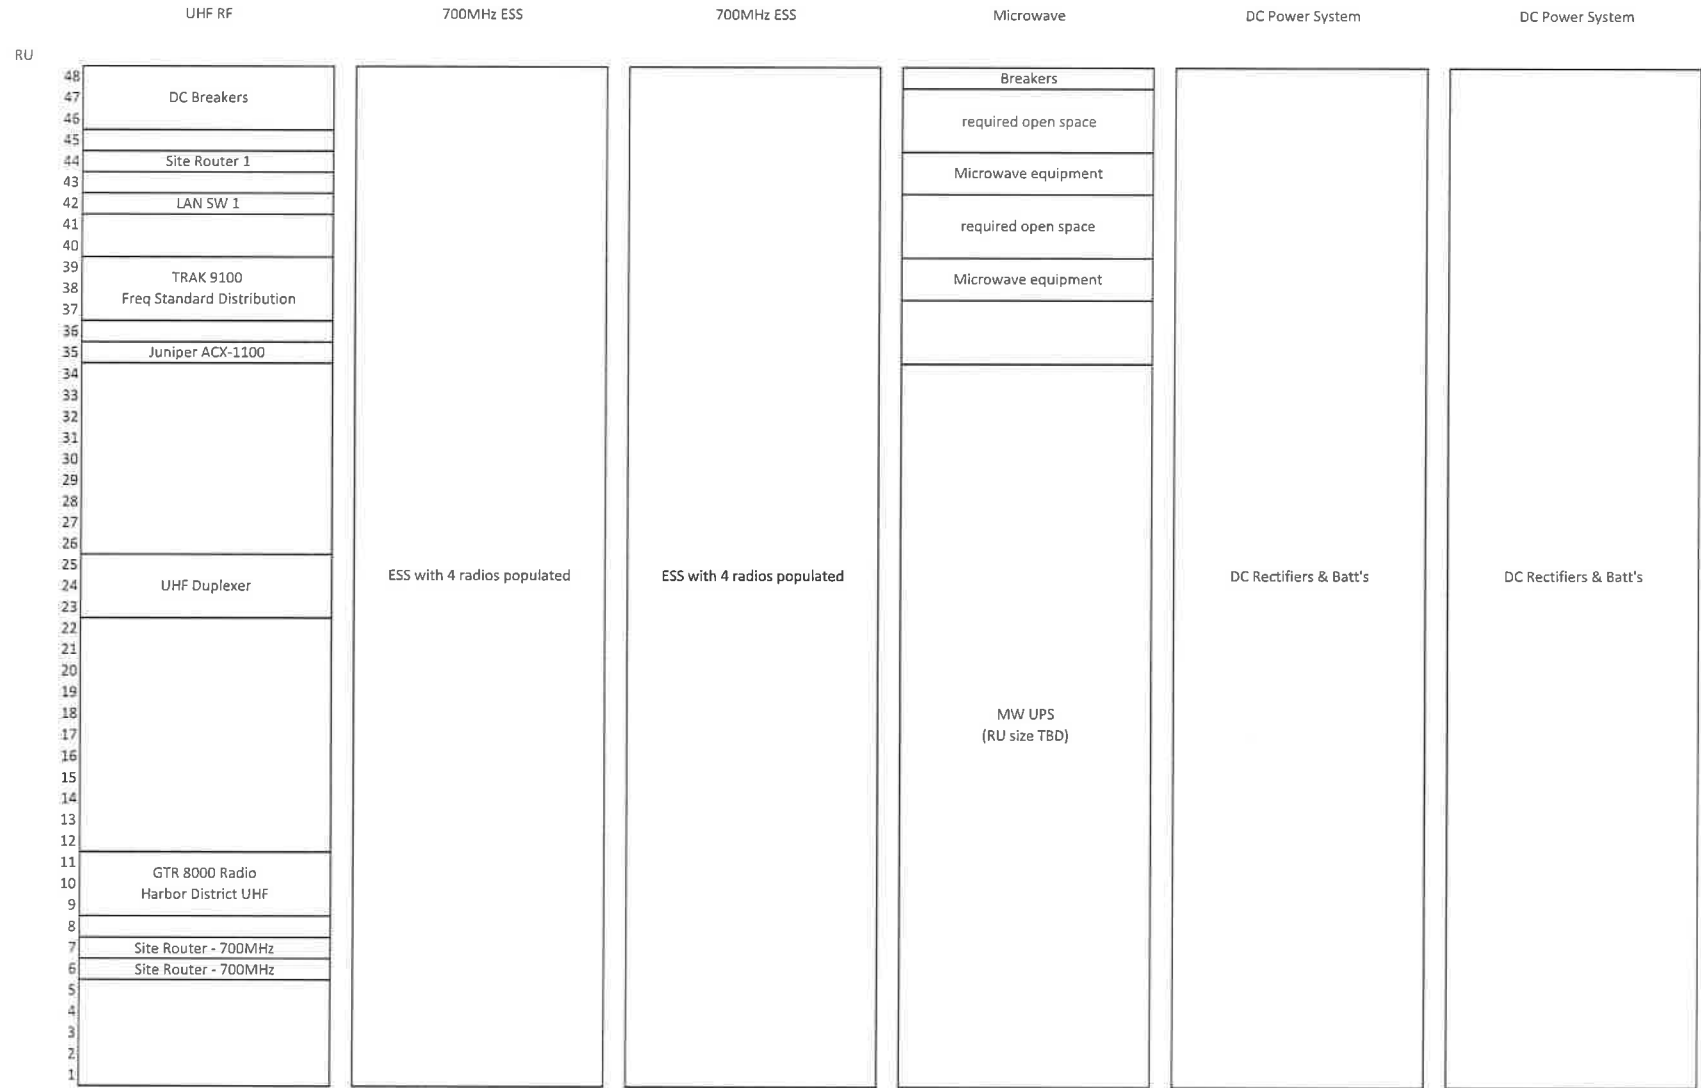 UHF RF
700MHz ESS
700MHz ESS
Microwave
DC Power System
DC Power System
RU
48
47
46
45
44
43
42
41
40
39
38
37
36
35
34
33
32
31
30
29
28
27
26
25
24
23
22
21
20
19
18
17
16
15
14
13
12
11
10
9
8
7
6
5
4
3
2
1
DC Breakers
Site Router 1
LAN SW 1
TRAK 9100
Freq Standard Distribution
Juniper ACX-1100
UHF Duplexer
GTR 8000 Radio
Harbor District UHF
Site Router - 700MHz
Site Router - 700MHz
ESS with 4 radios populated
ESS with 4 radios populated
Breakers
required open space
Microwave equipment
required open space
Microwave equipment
MW UPS
(RU size TBD)
DC Rectifiers & Batt's
DC Rectifiers & Batt's